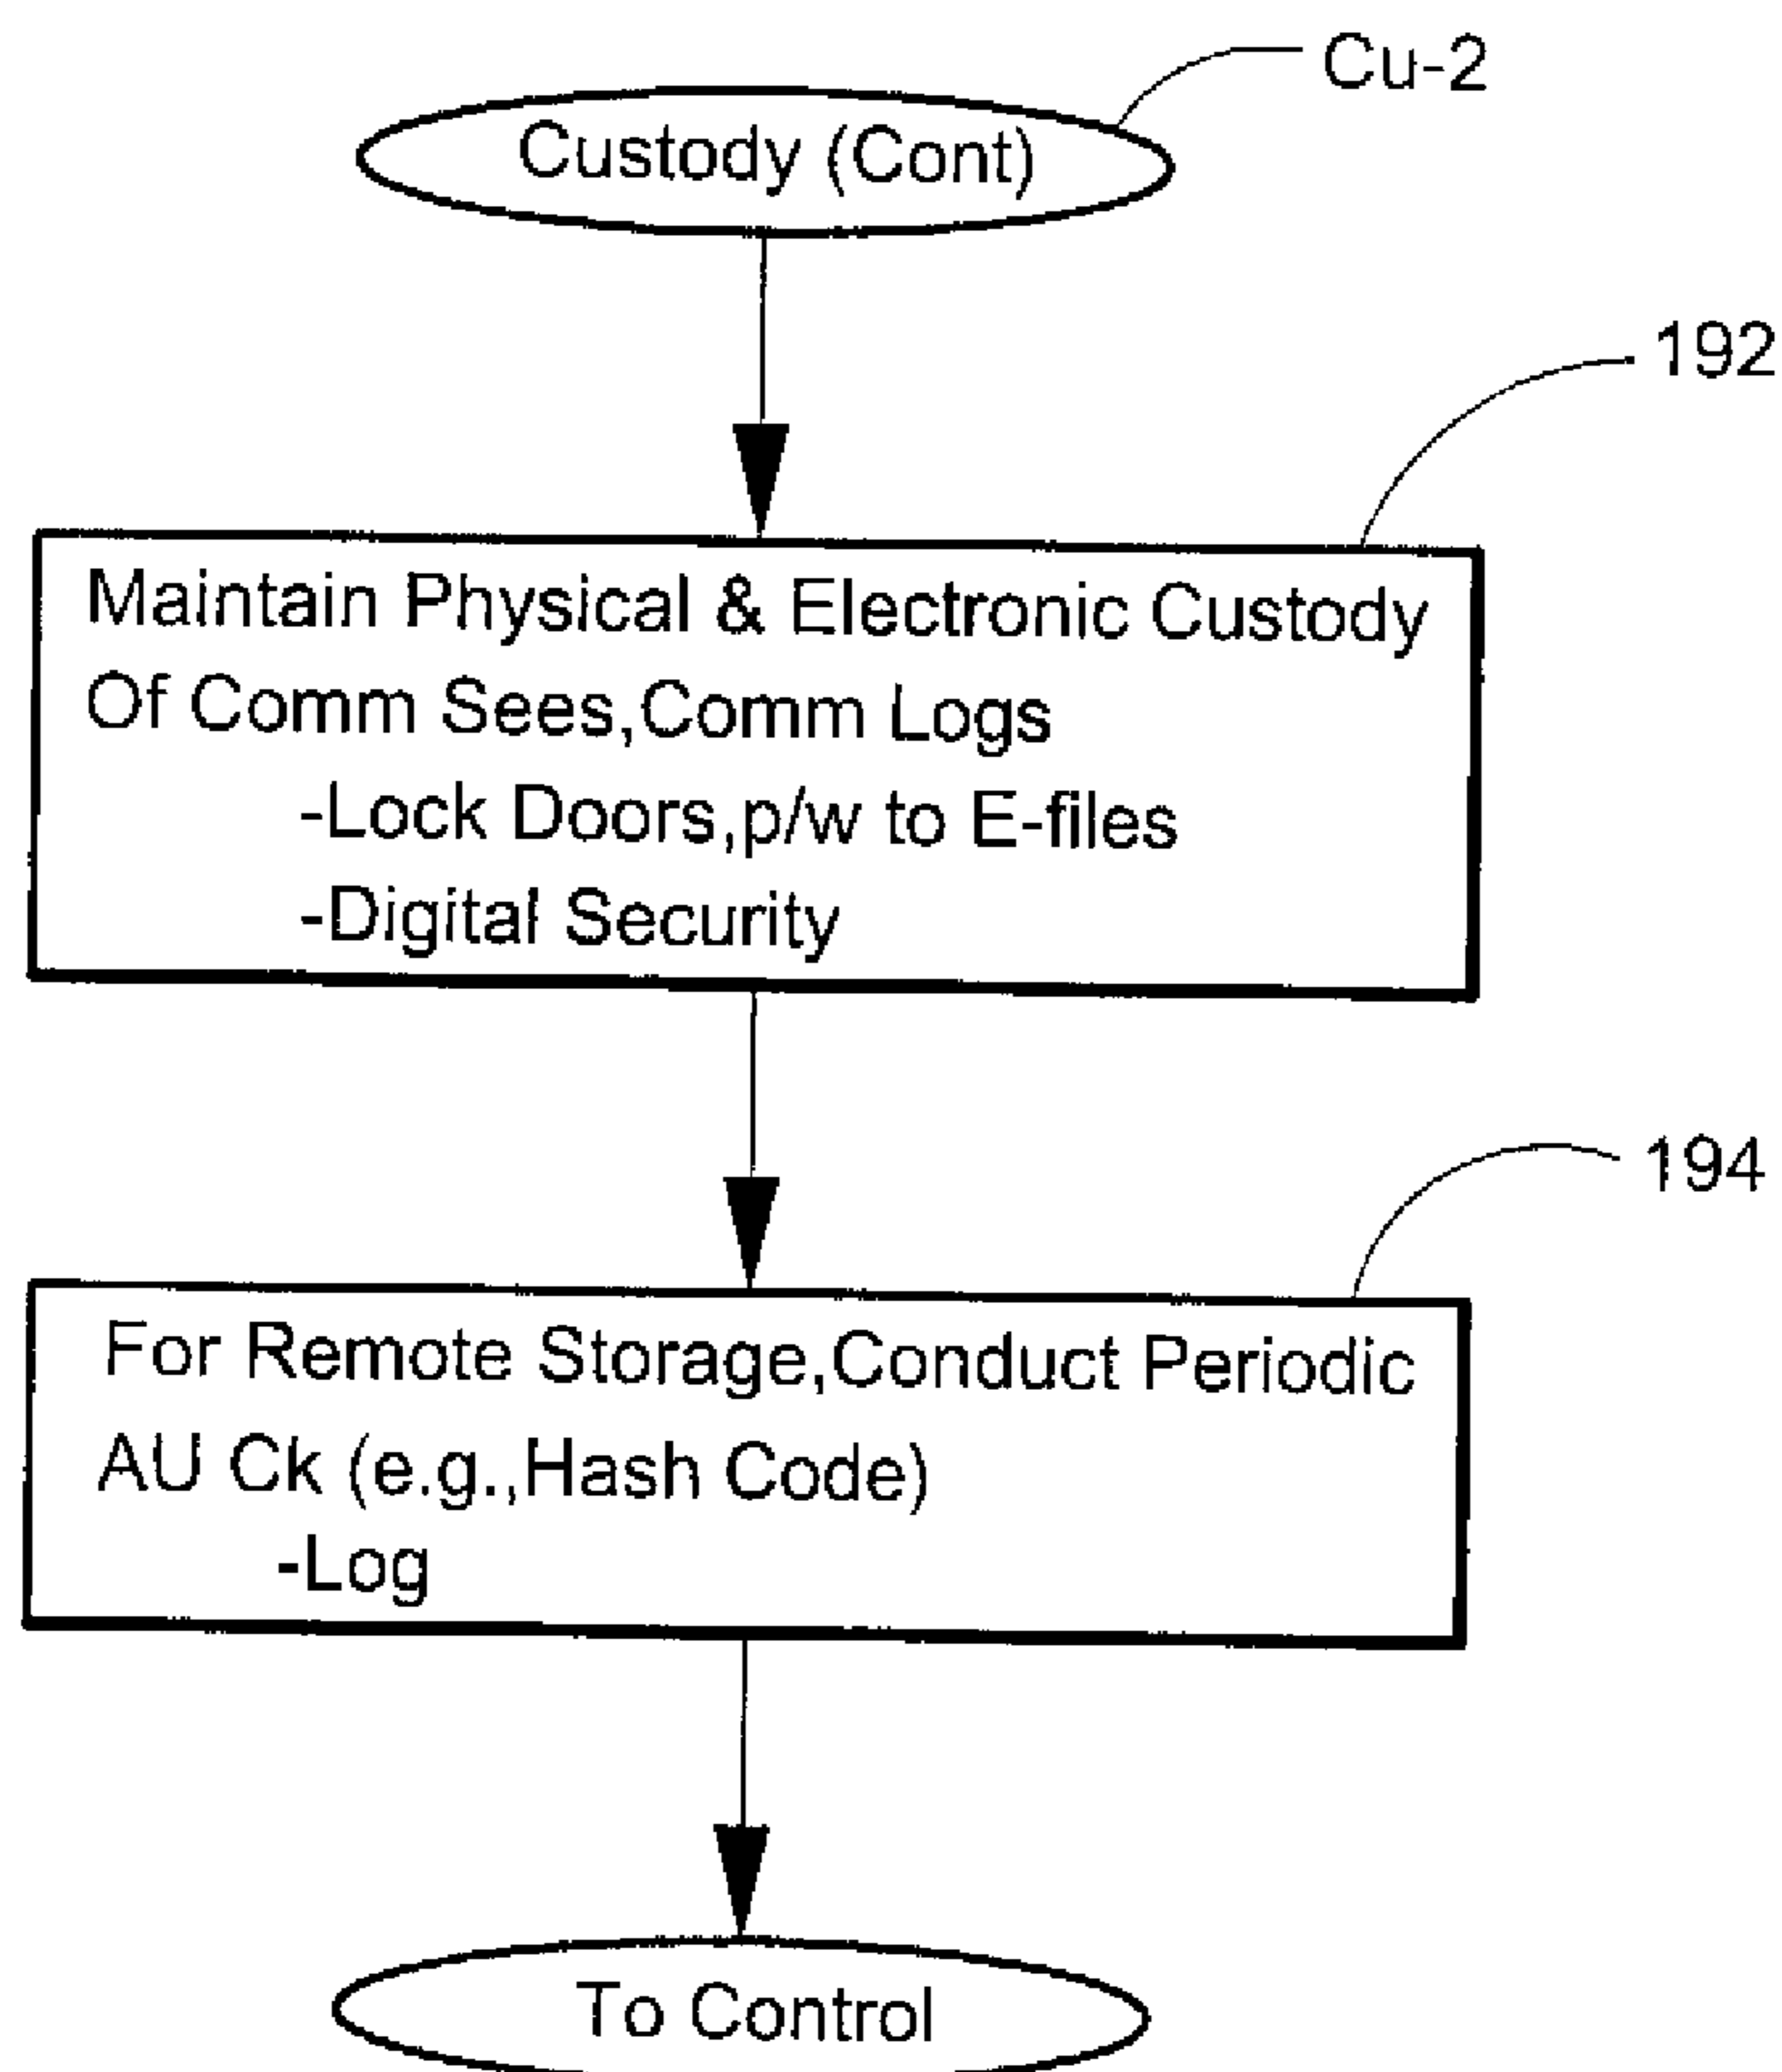 Cu-2
Custody (Cont)
192
Maintain Physical & Electronic Custody
Of Comm Sees,Comm Logs
-Lock Doors,p/w to E-files
-Digital Security
194
For Remote Storage,Conduct Periodic
AU Ck (e.g.,Hash Code)
-Log
To Control